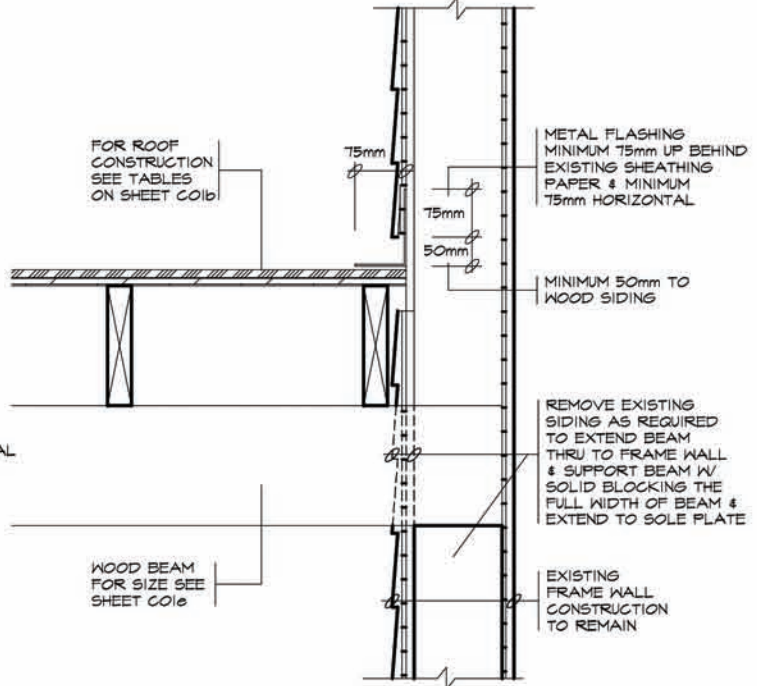 FOR ROOF
CONSTRUCTION
SEE TABLES
ON SHEET C01b
75mm
75mm
50mm
METAL FLASHING
MINIMUM 75mm UP BEHIND
EXISTING SHEATHING
PAPER & MINIMUM
75mm HORIZONTAL
MINIMUM 50mm TO
WOOD SIDING
REMOVE EXISTING
SIDING AS REQUIRED
TO EXTEND BEAM
THRU TO FRAME WALL
& SUPPORT BEAM W/
SOLID BLOCKING THE
FULL WIDTH OF BEAM &
EXTEND TO SOLE PLATE
AL
WOOD BEAM
FOR SIZE SEE
SHEET C01e
EXISTING
FRAME WALL
CONSTRUCTION
TO REMAIN